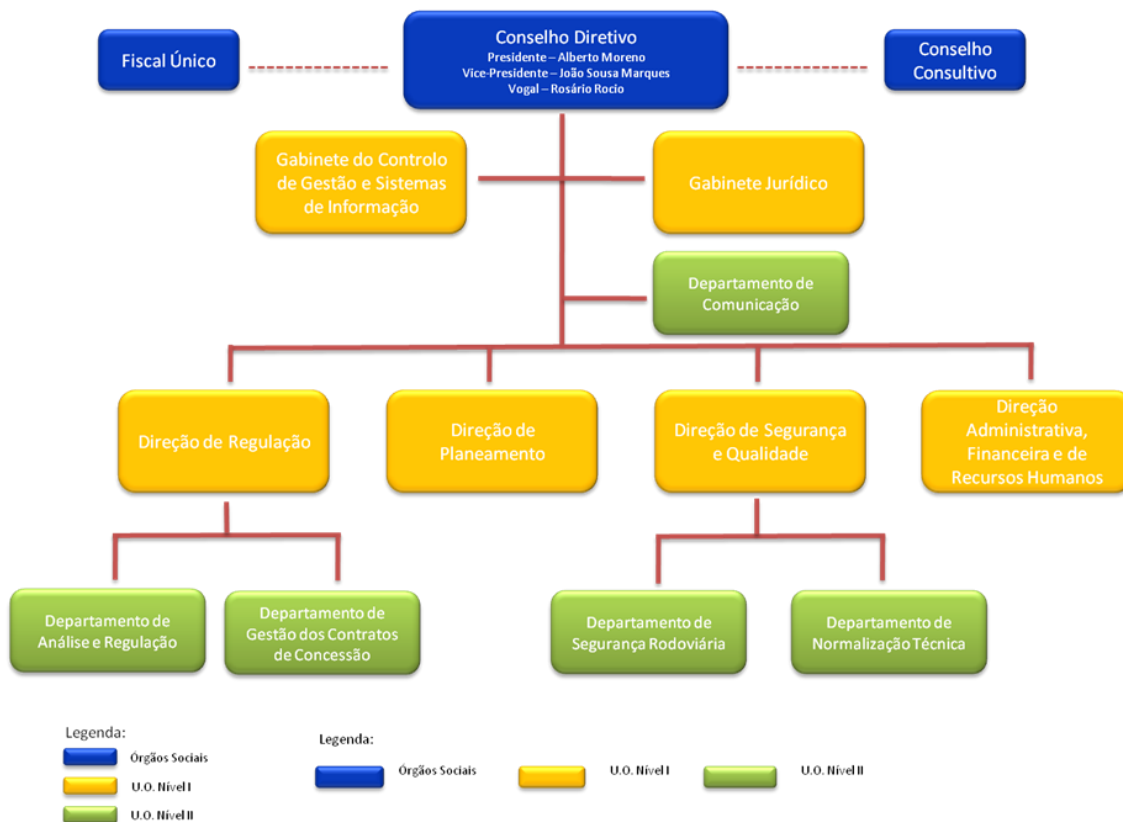 Fiscal Único
Conselho Diretivo
Presidente – Alberto Moreno
Vice-Presidente – João Sousa Marques
Vogal – Rosário Rocio
Conselho
Consultivo
Gabinete do Controlo
de Gestão e Sistemas
de Informação
Gabinete Jurídico
Departamento de
Comunicação
Direção de Regulação
Direção de
Planeamento
Direção de Segurança
e Qualidade
Direção
Administrativa,
Financeira e de
Recursos Humanos
Departamento de
Análise e Regulação
Departamento de
Gestão dos Contratos
de Concessão
Departamento de
Segurança Rodoviária
Departamento de
Normalização Técnica
Legenda:
Órgãos Sociais
U.O. Nível I
U.O. Nível II
Legenda:
Órgãos Sociais
U.O. Nível I
U.O. Nível II